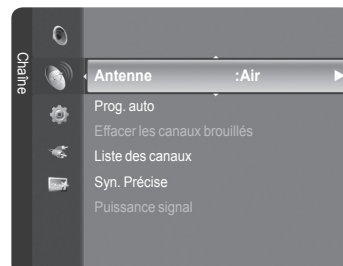 Chaîne
Antenne :Air
Prog. auto
Effacer les canaux brouillés
Liste des canaux
Syn. Précise
Puissance signal